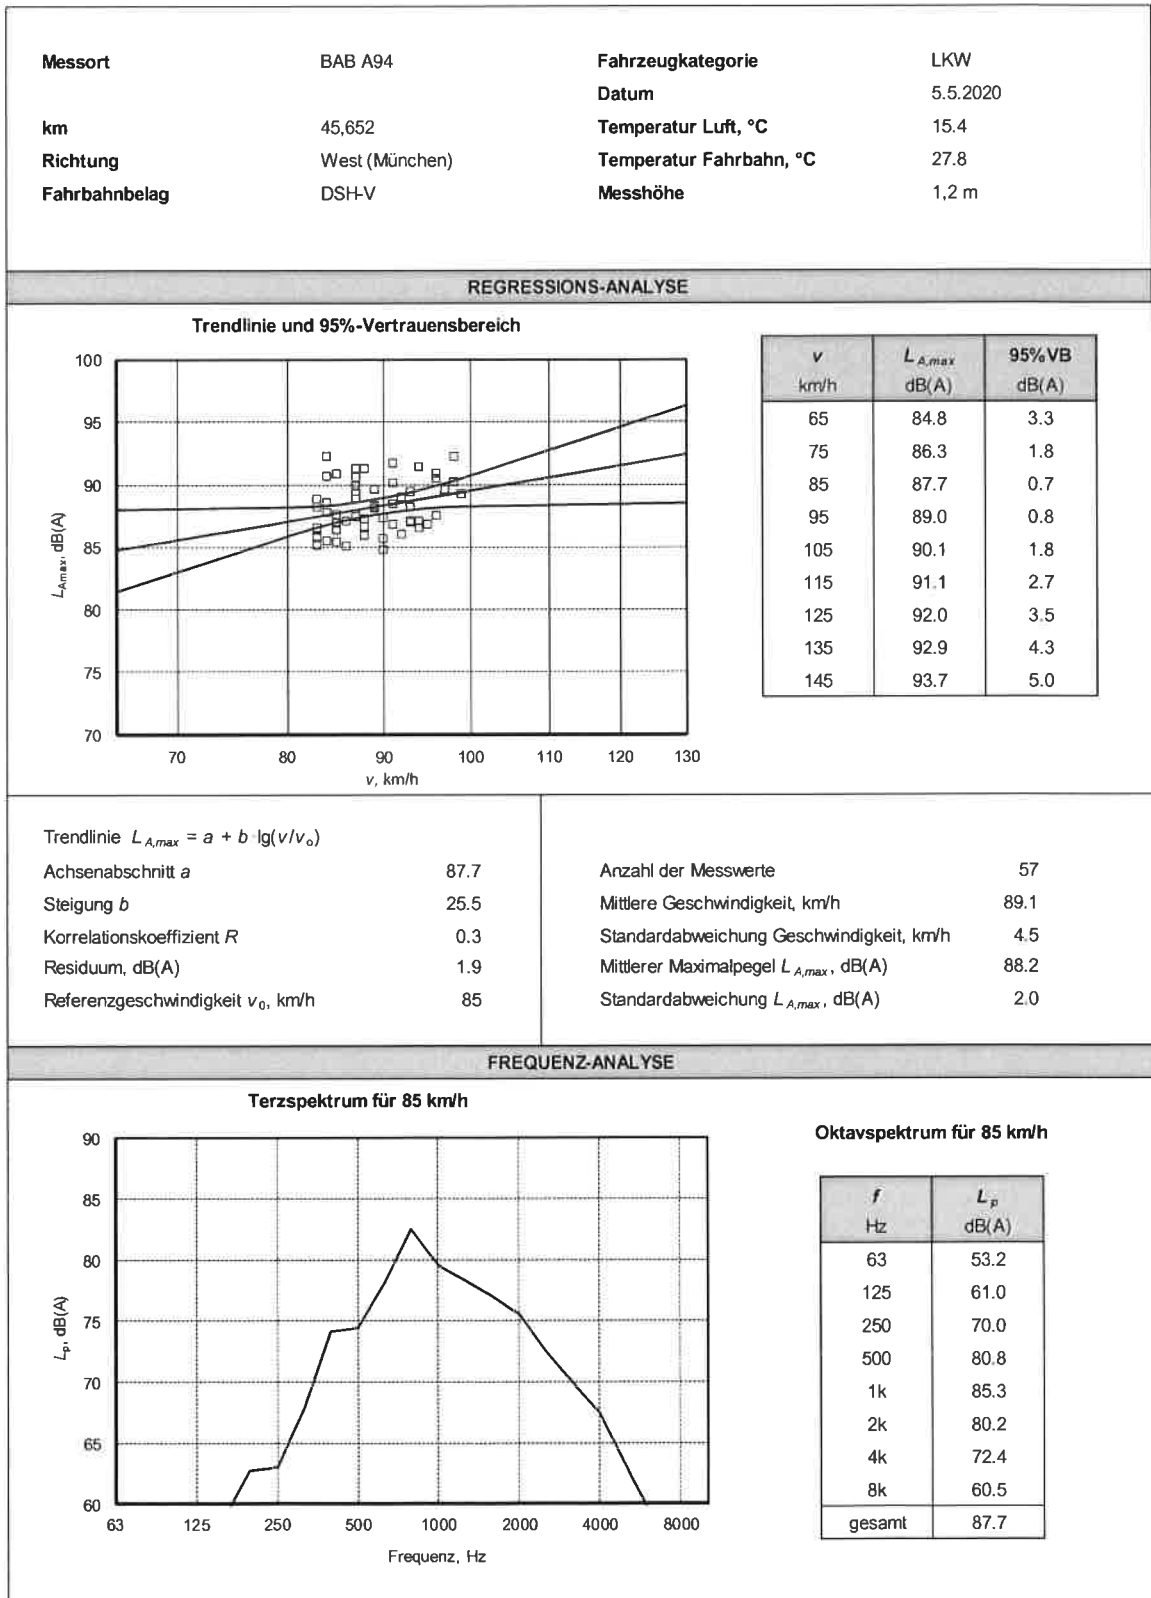 Messort BAB A94 Fahrzeugkategorie LKW
Datum 5.5.2020
km 45,652 Temperatur Luft, °C 15.4
Richtung West (München) Temperatur Fahrbahn, °C 27.8
Fahrbahnbelag DSH-V Messhöhe 1,2 m
REGRESSIONS-ANALYSE
Trendlinie und 95%-Vertrauensbereich
100
95
90
85
80
75
70
L_Amax, dB(A)
70 80 90 100 110 120 130
v, km/h
v L_A,max 95%VB
km/h dB(A) dB(A)
65 84.8 3.3
75 86.3 1.8
85 87.7 0.7
95 89.0 0.8
105 90.1 1.8
115 91.1 2.7
125 92.0 3.5
135 92.9 4.3
145 93.7 5.0
Trendlinie L_A,max = a + b·lg(v/v_o)
Achsenabschnitt a 87.7
Steigung b 25.5
Korrelationskoeffizient R 0.3
Residuum, dB(A) 1.9
Referenzgeschwindigkeit v_0, km/h 85
Anzahl der Messwerte 57
Mittlere Geschwindigkeit, km/h 89.1
Standardabweichung Geschwindigkeit, km/h 4.5
Mittlerer Maximalpegel L_A,max, dB(A) 88.2
Standardabweichung L_A,max, dB(A) 2.0
FREQUENZ-ANALYSE
Terzspektrum für 85 km/h
90
85
80
75
70
65
60
L_p, dB(A)
63 125 250 500 1000 2000 4000 8000
Frequenz, Hz
Oktavspektrum für 85 km/h
f L_p
Hz dB(A)
63 53.2
125 61.0
250 70.0
500 80.8
1k 85.3
2k 80.2
4k 72.4
8k 60.5
gesamt 87.7